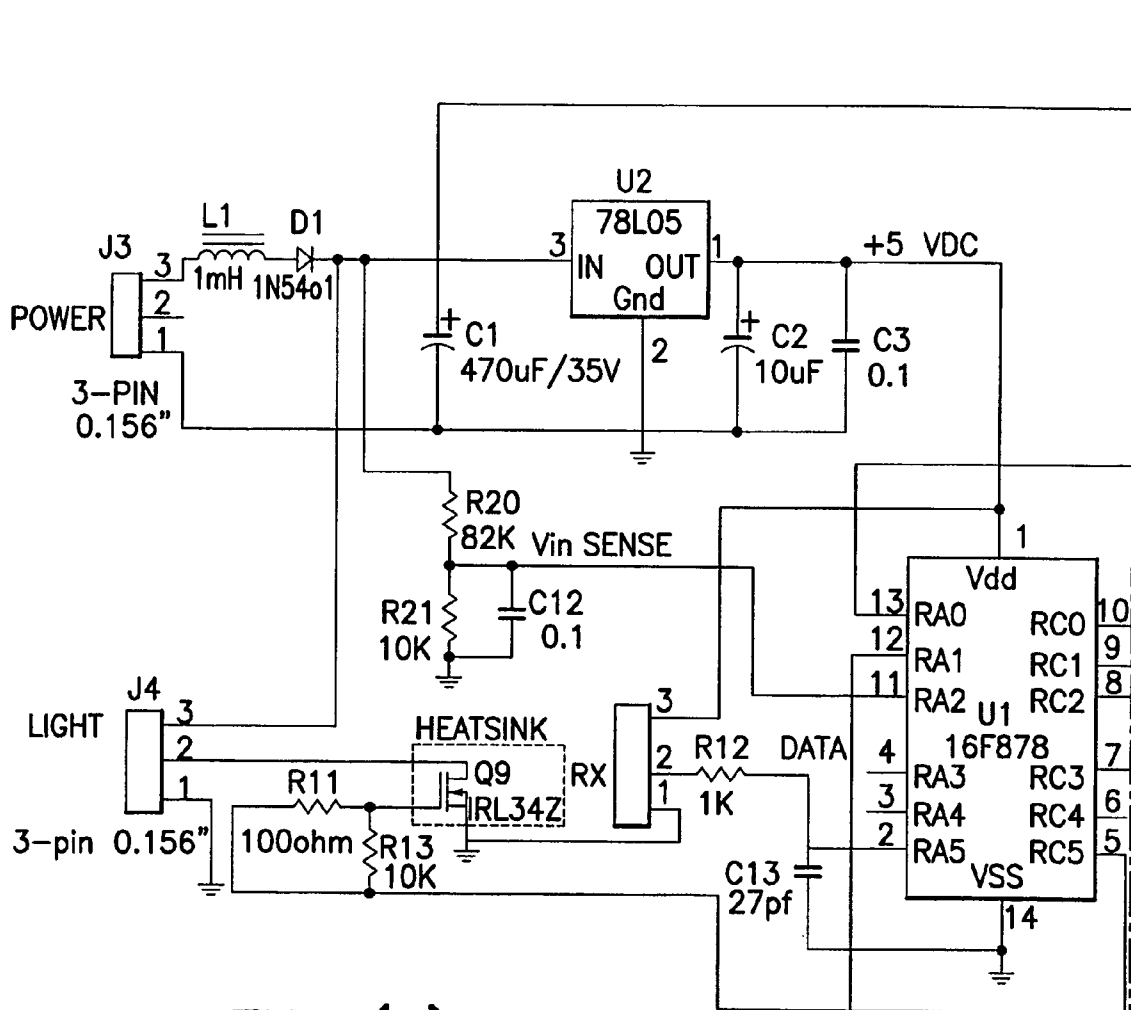 U2
78L05
3
IN
OUT
1
Gnd
2
+5 VDC
L1
1mH
D1
1N54o1
J3
3
2
1
POWER
3-PIN
0.156"
+
C1
470uF/35V
+
C2
10uF
C3
0.1
R20
82K
Vin SENSE
R21
10K
C12
0.1
1
Vdd
13
RA0
RC0
10
12
RA1
RC1
9
11
RA2
RC2
8
U1
16F878
4
RA3
RC3
7
3
RA4
RC4
6
2
RA5
RC5
5
VSS
14
J4
LIGHT
3
2
1
3-pin 0.156"
HEATSINK
Q9
IRL34Z
R11
100ohm
R13
10K
RX
3
2
1
R12
1K
DATA
C13
27pf